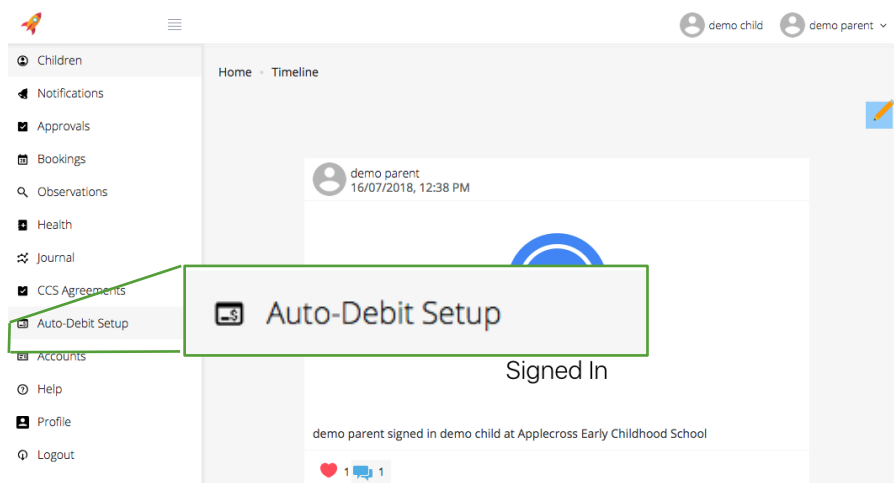 demo child
demo parent
Children
Notifications
Approvals
Bookings
Observations
Health
Journal
CCS Agreements
Auto-Debit Setup
Accounts
Help
Profile
Logout
Home • Timeline
demo parent
16/07/2018, 12:38 PM
Auto-Debit Setup
Signed In
demo parent signed in demo child at Applecross Early Childhood School
1 1